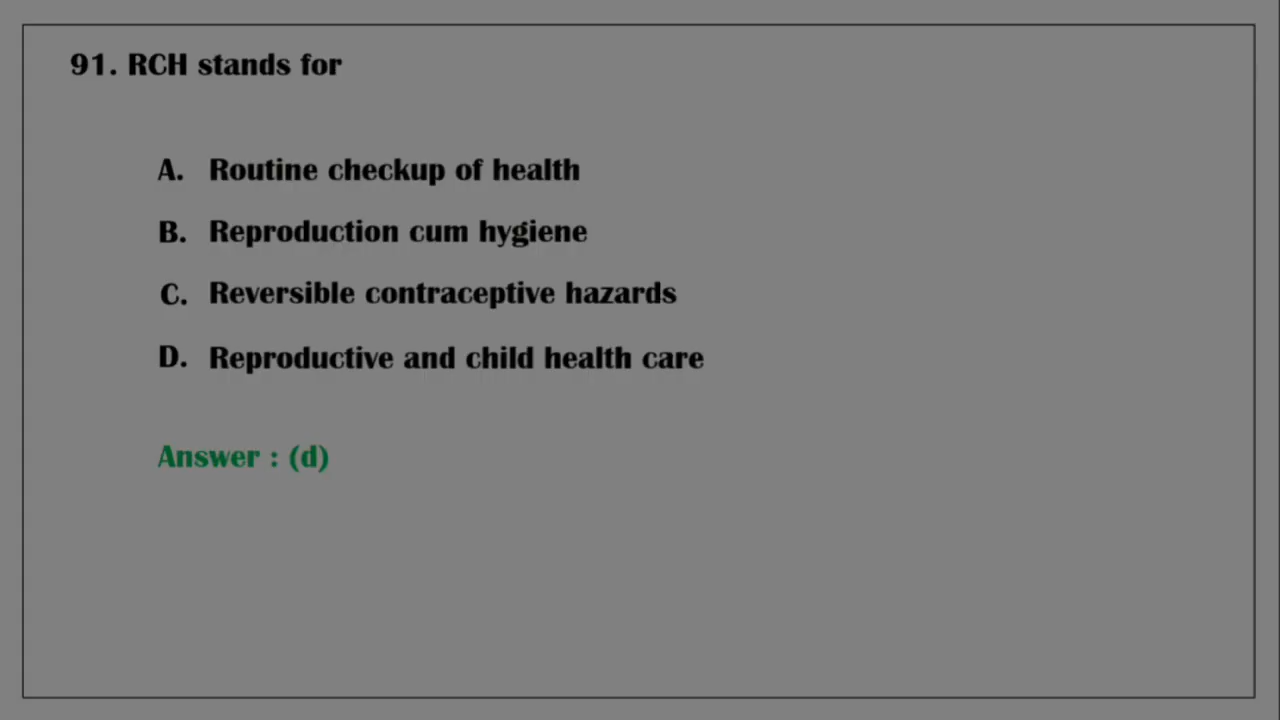 91. RCH stands for
A. Routine checkup of health
B. Reproduction cum hygiene
C. Reversible contraceptive hazards
D. Reproductive and child health care
Answer : (d)